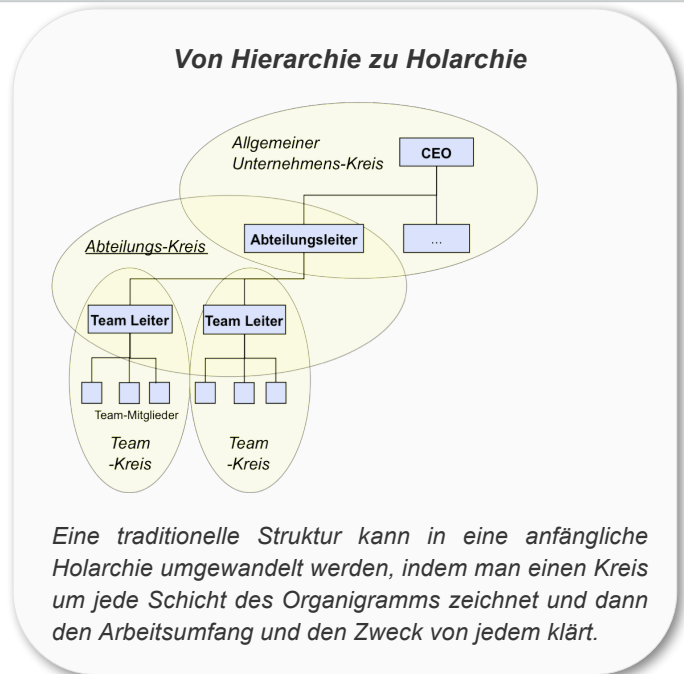 Von Hierarchie zu Holarchie
Allgemeiner
Unternehmens-Kreis
CEO
Abteilungs-Kreis
Abteilungsleiter
...
Team Leiter
Team Leiter
Team-Mitglieder
Team
-Kreis
Team
-Kreis
Eine traditionelle Struktur kann in eine anfängliche
Holarchie umgewandelt werden, indem man einen Kreis
um jede Schicht des Organigramms zeichnet und dann
den Arbeitsumfang und den Zweck von jedem klärt.